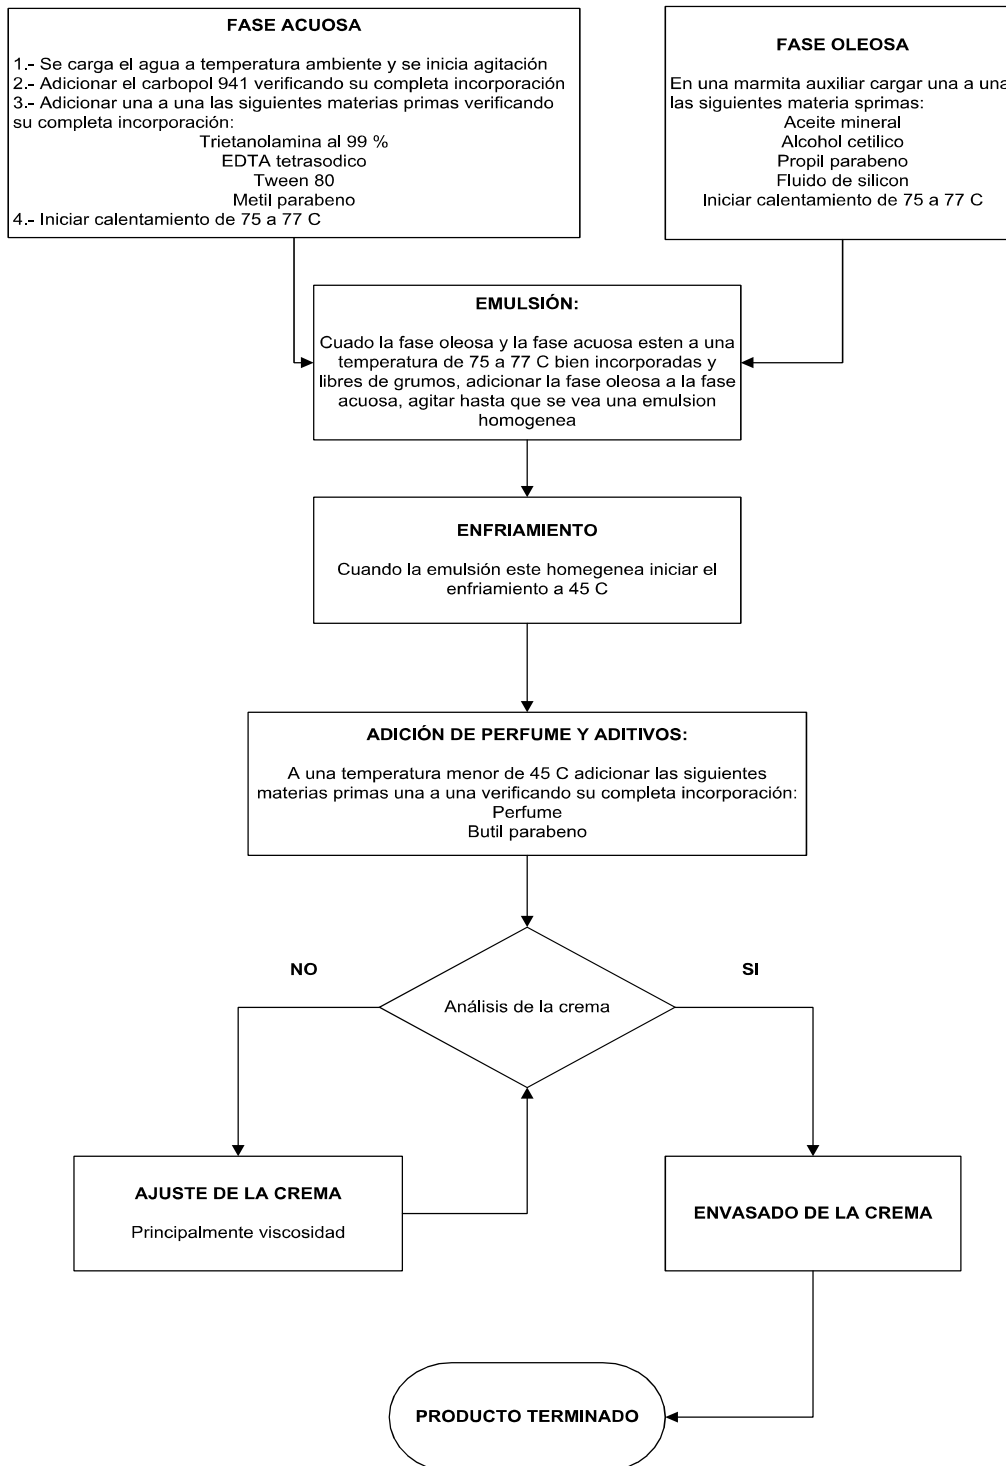 FASE ACUOSA
1.- Se carga el agua a temperatura ambiente y se inicia agitación
2.- Adicionar el carbopol 941 verificando su completa incorporación
3.- Adicionar una a una las siguientes materias primas verificando
su completa incorporación:
Trietanolamina al 99 %
EDTA tetrasodico
Tween 80
Metil parabeno
4.- Iniciar calentamiento de 75 a 77 C
FASE OLEOSA
En una marmita auxiliar cargar una a una
las siguientes materia sprimas:
Aceite mineral
Alcohol cetilico
Propil parabeno
Fluido de silicon
Iniciar calentamiento de 75 a 77 C
EMULSIÓN:
Cuado la fase oleosa y la fase acuosa esten a una
temperatura de 75 a 77 C bien incorporadas y
libres de grumos, adicionar la fase oleosa a la fase
acuosa, agitar hasta que se vea una emulsion
homogenea
ENFRIAMIENTO
Cuando la emulsión este homegenea iniciar el
enfriamiento a 45 C
ADICIÓN DE PERFUME Y ADITIVOS:
A una temperatura menor de 45 C adicionar las siguientes
materias primas una a una verificando su completa incorporación:
Perfume
Butil parabeno
NO
SI
Análisis de la crema
AJUSTE DE LA CREMA
Principalmente viscosidad
ENVASADO DE LA CREMA
PRODUCTO TERMINADO